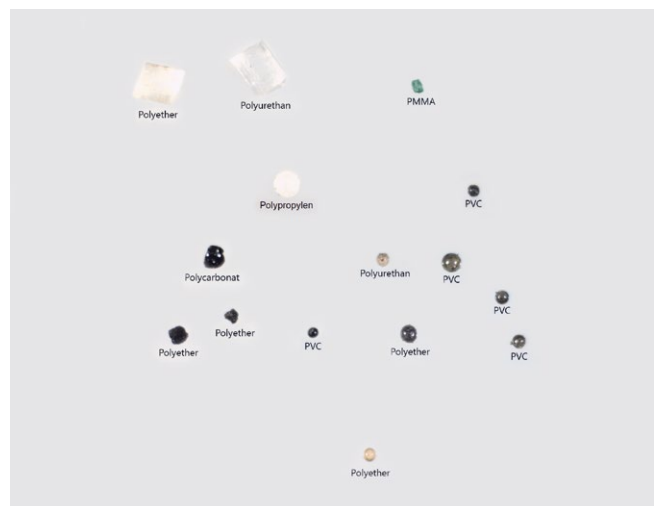 Polyether
Polyurethan
PMMA
Polypropylen
PVC
Polycarbonat
Polyurethan
PVC
PVC
Polyether
Polyether
PVC
Polyether
PVC
Polyether